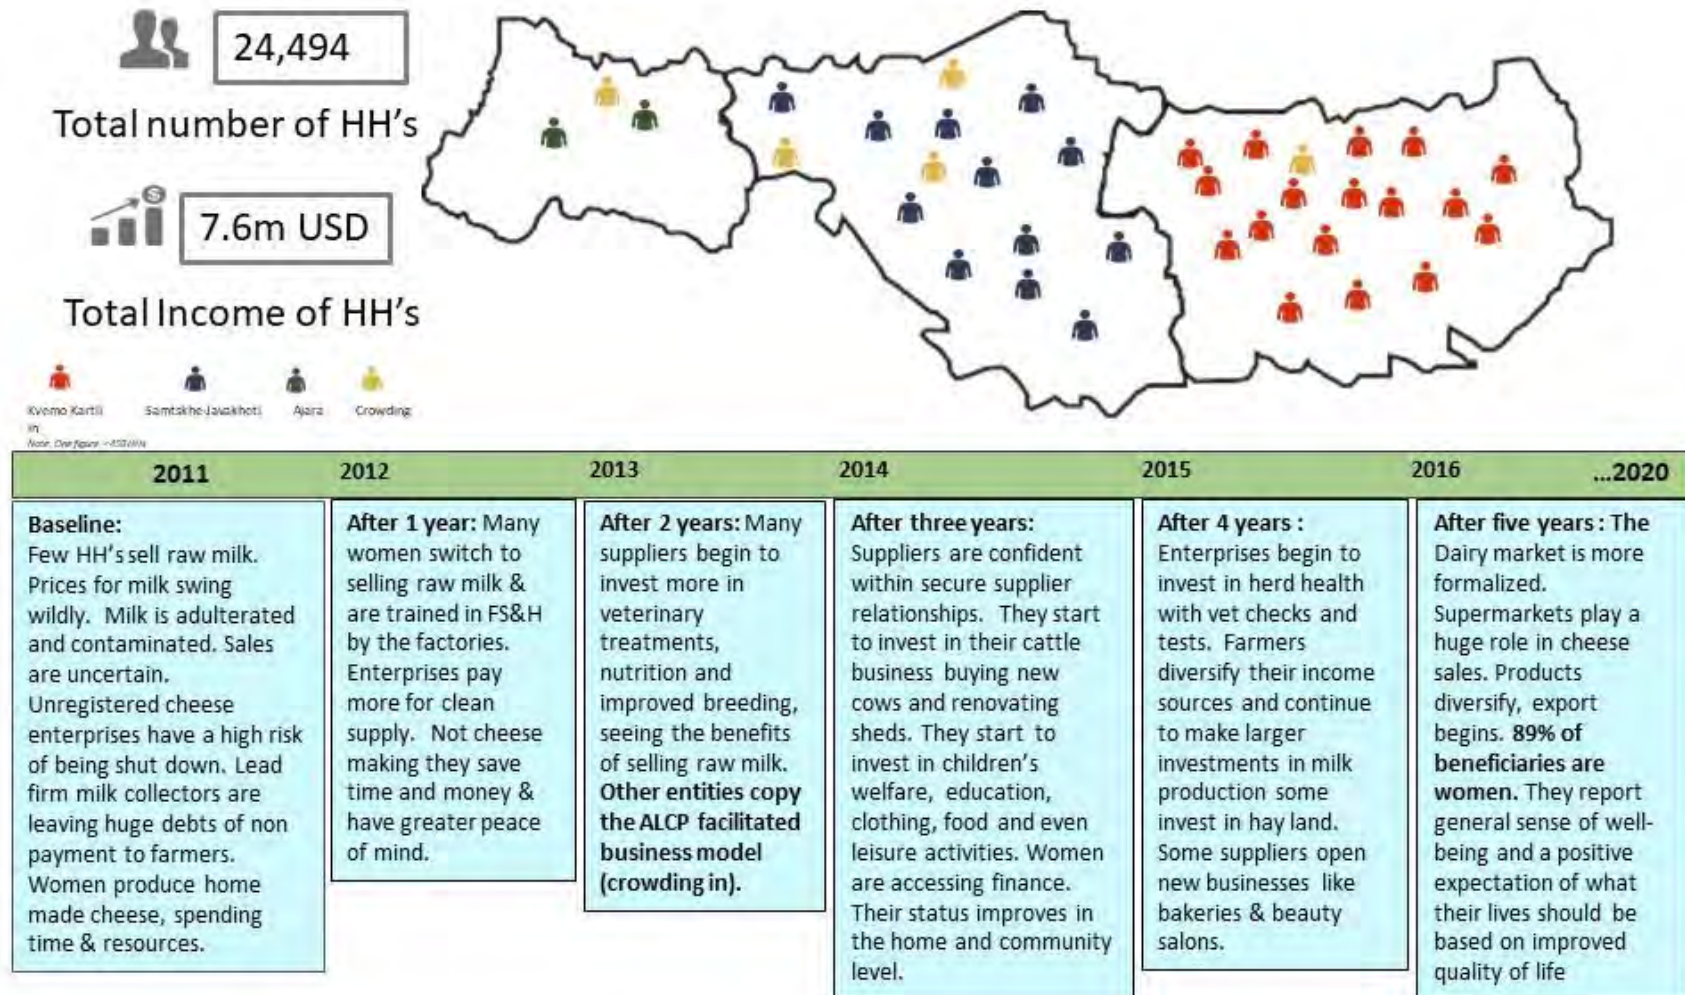 24,494
Total number of HH's
7.6m USD
Total Income of HH's
Kvemo Kartli
Samtskhe-Javakheti
Ajara
Crowding
in
Note: One figure
2011
2012
2013
2014
2015
2016
...2020
Baseline:
Few HH's sell raw milk.
Prices for milk swing
wildly. Milk is adulterated
and contaminated. Sales
are uncertain.
Unregistered cheese
enterprises have a high risk
of being shut down. Lead
firm milk collectors are
leaving huge debts of non
payment to farmers.
Women produce home
made cheese, spending
time & resources.
After 1 year: Many
women switch to
selling raw milk &
are trained in FS&H
by the factories.
Enterprises pay
more for clean
supply. Not cheese
making they save
time and money &
have greater peace
of mind.
After 2 years: Many
suppliers begin to
invest more in
veterinary
treatments,
nutrition and
improved breeding,
seeing the benefits
of selling raw milk.
Other entities copy
the ALCP facilitated
business model
(crowding in).
After three years:
Suppliers are confident
within secure supplier
relationships. They start
to invest in their cattle
business buying new
cows and renovating
sheds. They start to
invest in children's
welfare, education,
clothing, food and even
leisure activities. Women
are accessing finance.
Their status improves in
the home and community
level.
After 4 years :
Enterprises begin to
invest in herd health
with vet checks and
tests. Farmers
diversify their income
sources and continue
to make larger
investments in milk
production some
invest in hay land.
Some suppliers open
new businesses like
bakeries & beauty
salons.
After five years : The
Dairy market is more
formalized.
Supermarkets play a
huge role in cheese
sales. Products
diversify, export
begins. 89% of
beneficiaries are
women. They report
general sense of well-
being and a positive
expectation of what
their lives should be
based on improved
quality of life